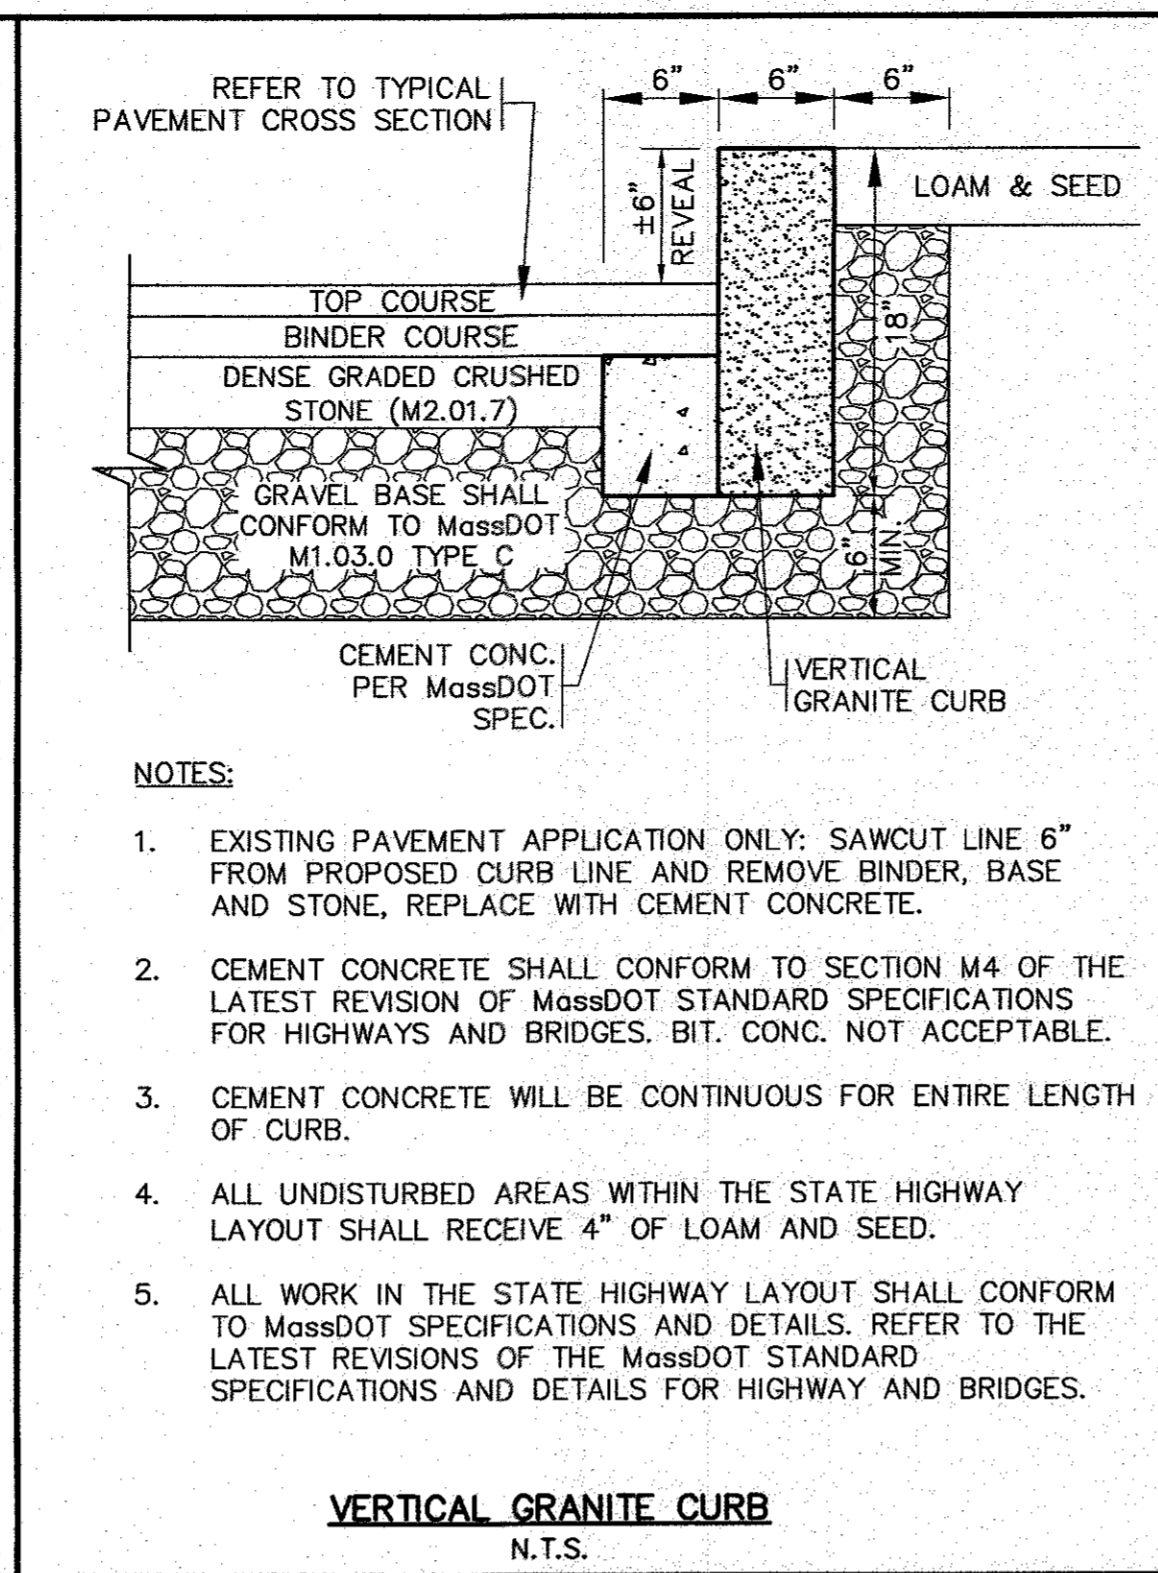 REFER TO TYPICAL
PAVEMENT CROSS SECTION
6"
6"
6"
±6"
REVEAL
LOAM & SEED
TOP COURSE
BINDER COURSE
DENSE GRADED CRUSHED
STONE (M2.01.7)
18"
GRAVEL BASE SHALL
CONFORM TO MassDOT
M1.03.0 TYPE C
6"
MIN.
CEMENT CONC.
PER MassDOT
SPEC.
VERTICAL
GRANITE CURB
NOTES:
1. EXISTING PAVEMENT APPLICATION ONLY: SAWCUT LINE 6"
FROM PROPOSED CURB LINE AND REMOVE BINDER, BASE
AND STONE, REPLACE WITH CEMENT CONCRETE.
2. CEMENT CONCRETE SHALL CONFORM TO SECTION M4 OF THE
LATEST REVISION OF MassDOT STANDARD SPECIFICATIONS
FOR HIGHWAYS AND BRIDGES. BIT. CONC. NOT ACCEPTABLE.
3. CEMENT CONCRETE WILL BE CONTINUOUS FOR ENTIRE LENGTH
OF CURB.
4. ALL UNDISTURBED AREAS WITHIN THE STATE HIGHWAY
LAYOUT SHALL RECEIVE 4" OF LOAM AND SEED.
5. ALL WORK IN THE STATE HIGHWAY LAYOUT SHALL CONFORM
TO MassDOT SPECIFICATIONS AND DETAILS. REFER TO THE
LATEST REVISIONS OF THE MassDOT STANDARD
SPECIFICATIONS AND DETAILS FOR HIGHWAY AND BRIDGES.
VERTICAL GRANITE CURB
N.T.S.